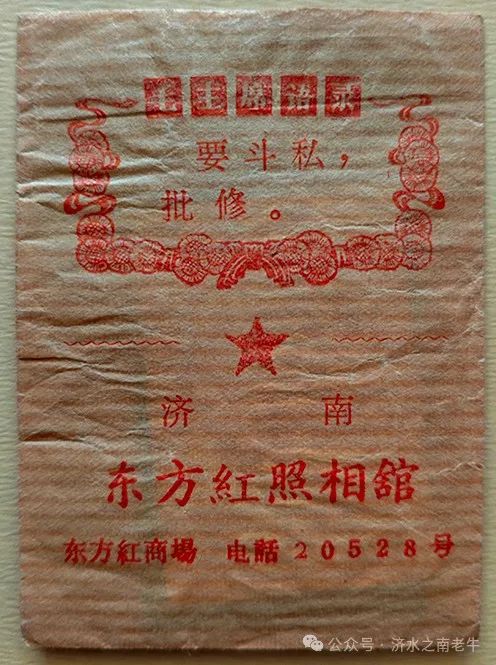 毛主席语录
要斗私，
批修。
济南
东方紅照相舘
东方紅商場 电話 20528号
公众号·济水之南老牛